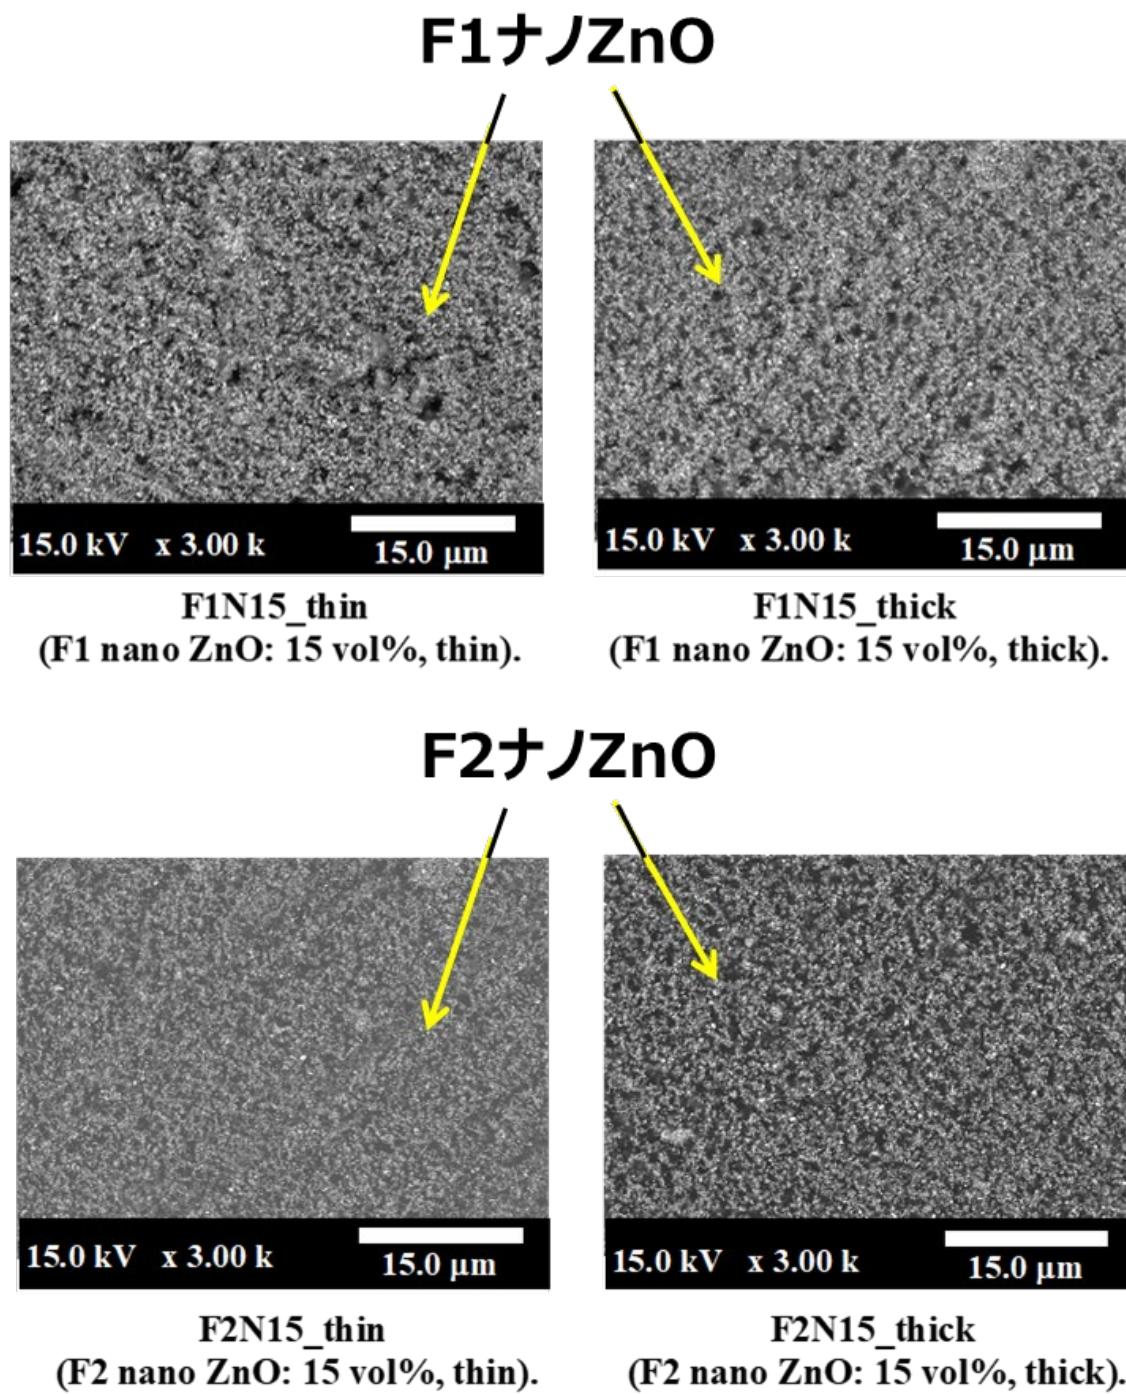 F1ナノZnO
15.0 kV x 3.00 k
15.0 μm
15.0 kV x 3.00 k
15.0 μm
F1N15_thin
(F1 nano ZnO: 15 vol%, thin).
F1N15_thick
(F1 nano ZnO: 15 vol%, thick).
F2ナノZnO
15.0 kV x 3.00 k
15.0 μm
15.0 kV x 3.00 k
15.0 μm
F2N15_thin
(F2 nano ZnO: 15 vol%, thin).
F2N15_thick
(F2 nano ZnO: 15 vol%, thick).